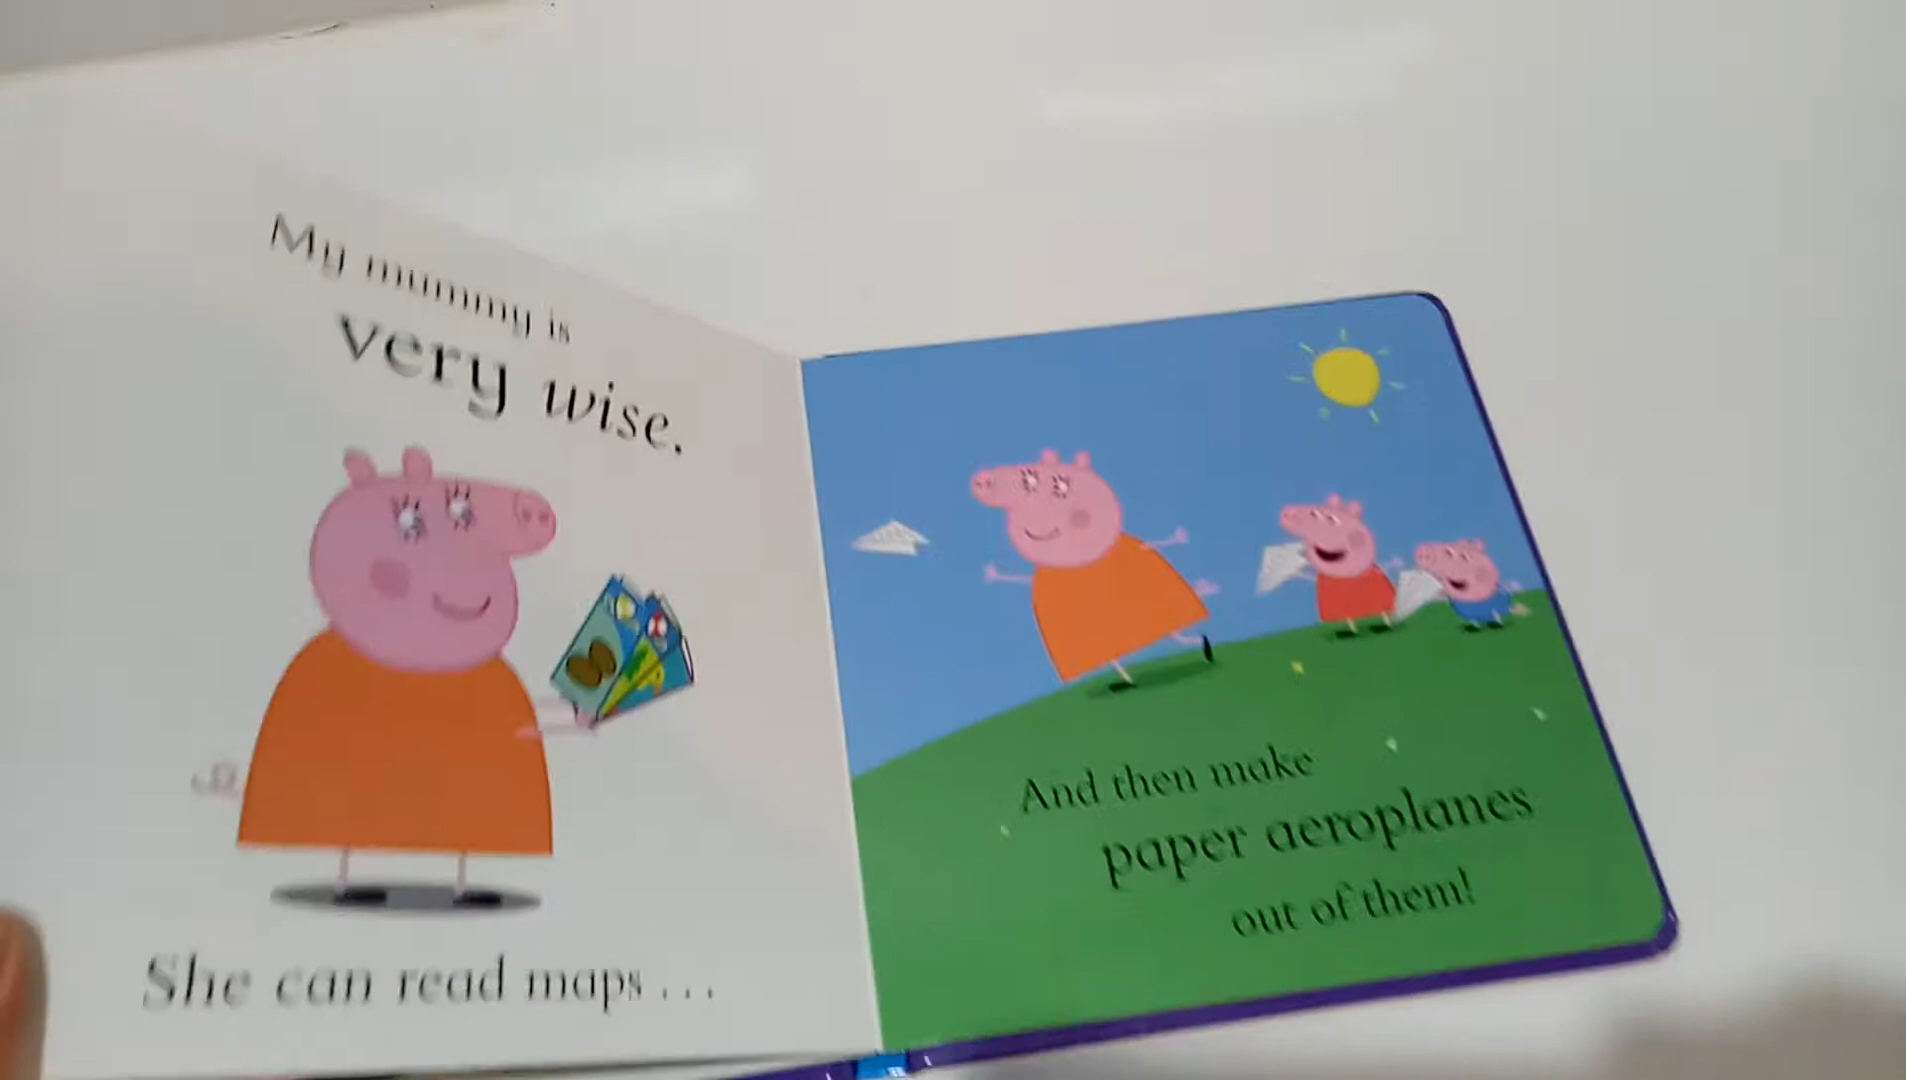 My mummy is
very wise.
She can read maps ...
And then make
paper aeroplanes
out of them!